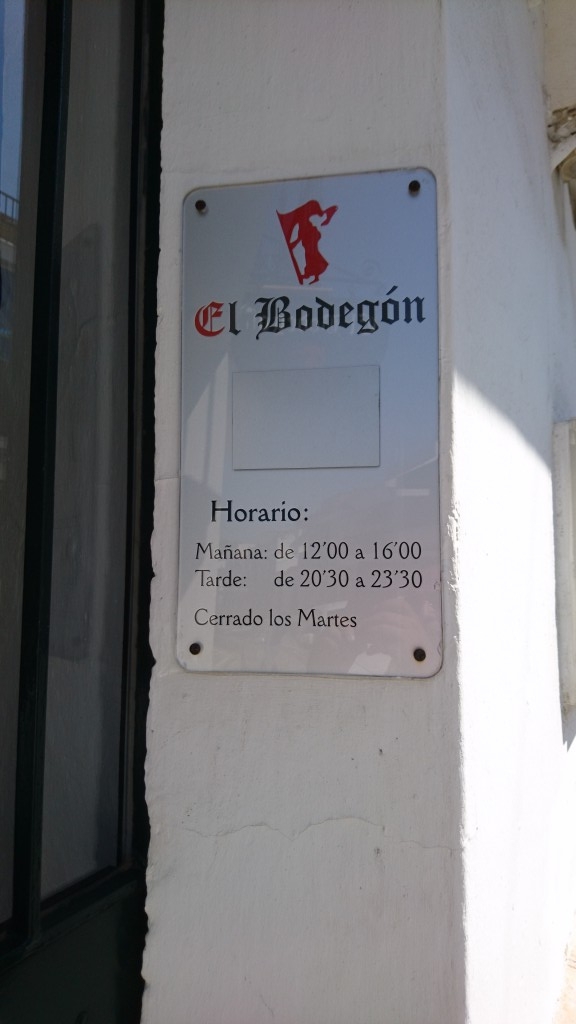 El Bodegón
Horario:
Mañana: de 12'00 a 16'00
Tarde: de 20'30 a 23'30
Cerrado los Martes